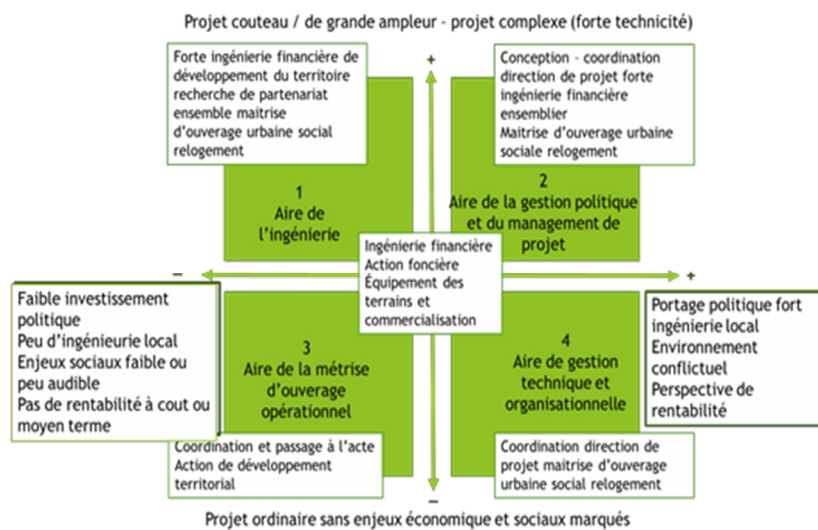 Projet couteau / de grande ampleur – projet complexe (forte technicité)
+
Forte ingénierie financière de
développement du territoire
recherche de partenariat
ensemble maitrise
d'ouvrage urbaine social
relogement
Conception – coordination
direction de projet forte
ingénierie financière
ensemblier
Maitrise d'ouvrage urbaine
sociale relogement
1
Aire de
l'ingénierie
2
Aire de la gestion politique
et du management de
projet
Ingénierie financière
Action foncière
Équipement des
terrains et
commercialisation
−
+
Faible investissement
politique
Peu d'ingénieurie local
Enjeux sociaux faible ou
peu audible
Pas de rentabilité à cout ou
moyen terme
3
Aire de la métrise
d'ouvrage
opérationnel
4
Aire de gestion
technique et
organisationnelle
Portage politique fort
ingénierie local
Environnement
conflictuel
Perspective de
rentabilité
Coordination et passage à l'acte
Action de développement
territorial
Coordination direction de
projet maitrise d'ouvrage
urbaine social relogement
−
Projet ordinaire sans enjeux économique et sociaux marqués